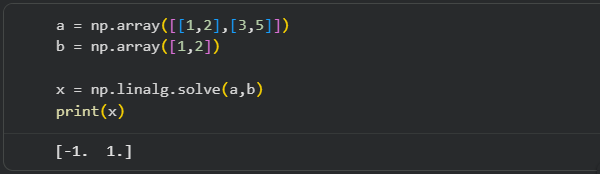 a = np.array([[1,2],[3,5]])
b = np.array([1,2])
x = np.linalg.solve(a,b)
print(x)
[-1.  1.]